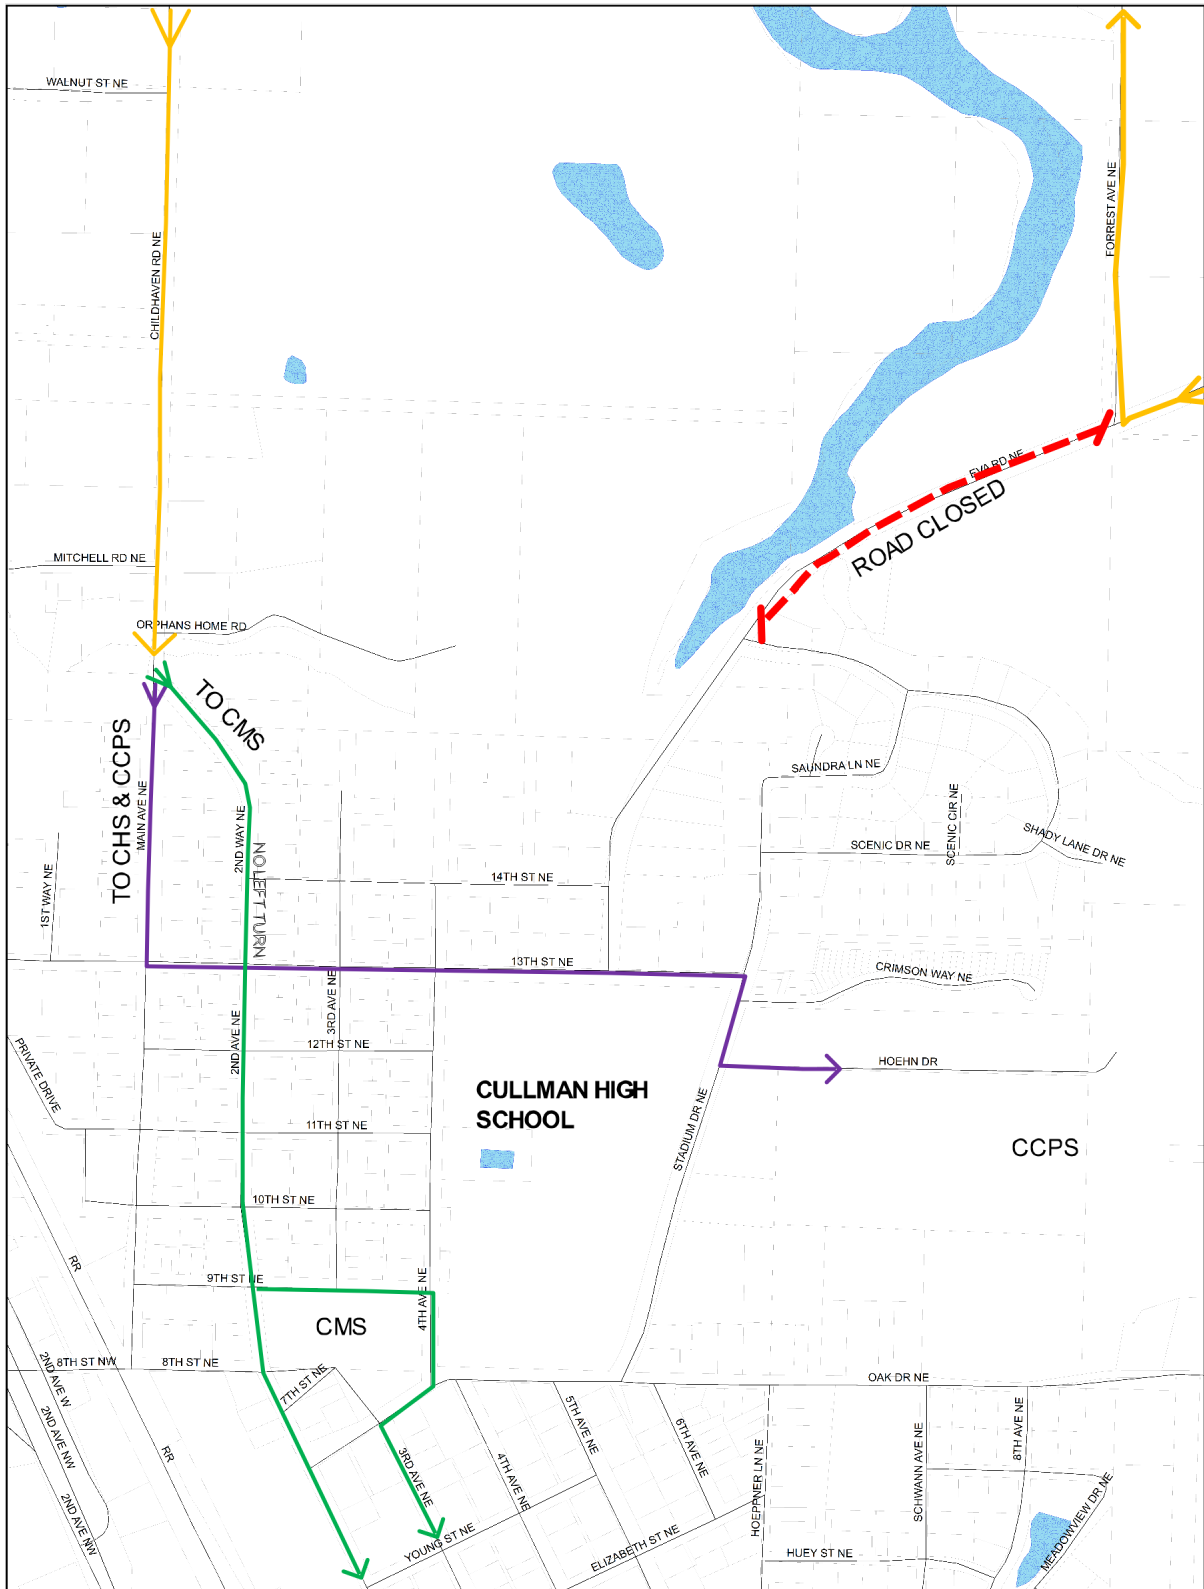 WALNUT ST NE
CHILDHAVEN RD NE
FORREST AVE NE
EVA RD NE
ROAD CLOSED
MITCHELL RD NE
ORPHANS HOME RD
TO CMS
TO CHS & CCPS
MAIN AVE NE
2ND WAY NE
NO LEFT TURN
1ST WAY NE
SAUNDRA LN NE
SCENIC CIR NE
SCENIC DR NE
SHADY LANE DR NE
14TH ST NE
13TH ST NE
CRIMSON WAY NE
3RD AVE NE
2ND AVE NE
12TH ST NE
PRIVATE DRIVE
HOEHN DR
CULLMAN HIGH
SCHOOL
11TH ST NE
STADIUM DR NE
CCPS
10TH ST NE
RR
9TH ST NE
4TH AVE NE
CMS
8TH ST NW
8TH ST NE
7TH ST NE
OAK DR NE
2ND AVE W
2ND AVE NW
2ND AVE NW
RR
3RD AVE NE
4TH AVE NE
5TH AVE NE
6TH AVE NE
HOEPPNER LN NE
SCHWANN AVE NE
8TH AVE NE
MEADOWVIEW DR NE
YOUNG ST NE
ELIZABETH ST NE
HUEY ST NE